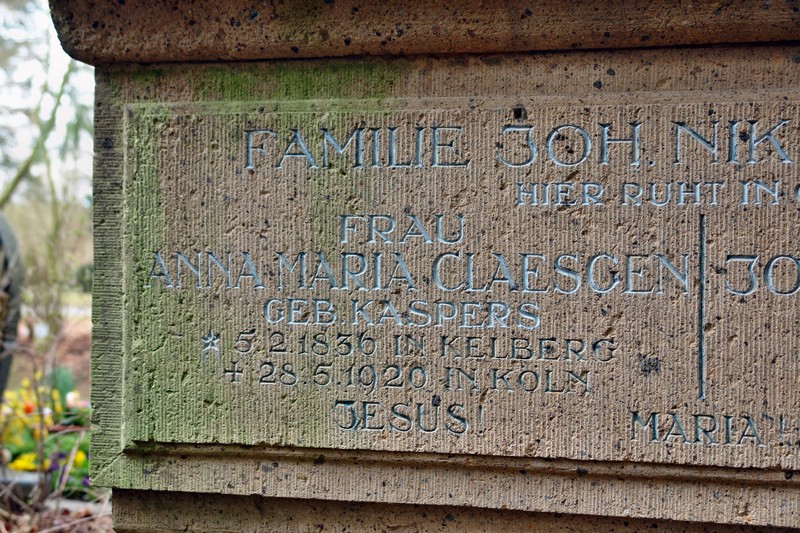 FAMILIE JOH. NIK
HIER RUHT IN
FRAU
ANNA MARIA CLAESGEN
GEB. KASPERS
* 5.2.1836 IN KELBERG
+ 28.5.1920 IN KÖLN
JESUS!
JO
MARIA